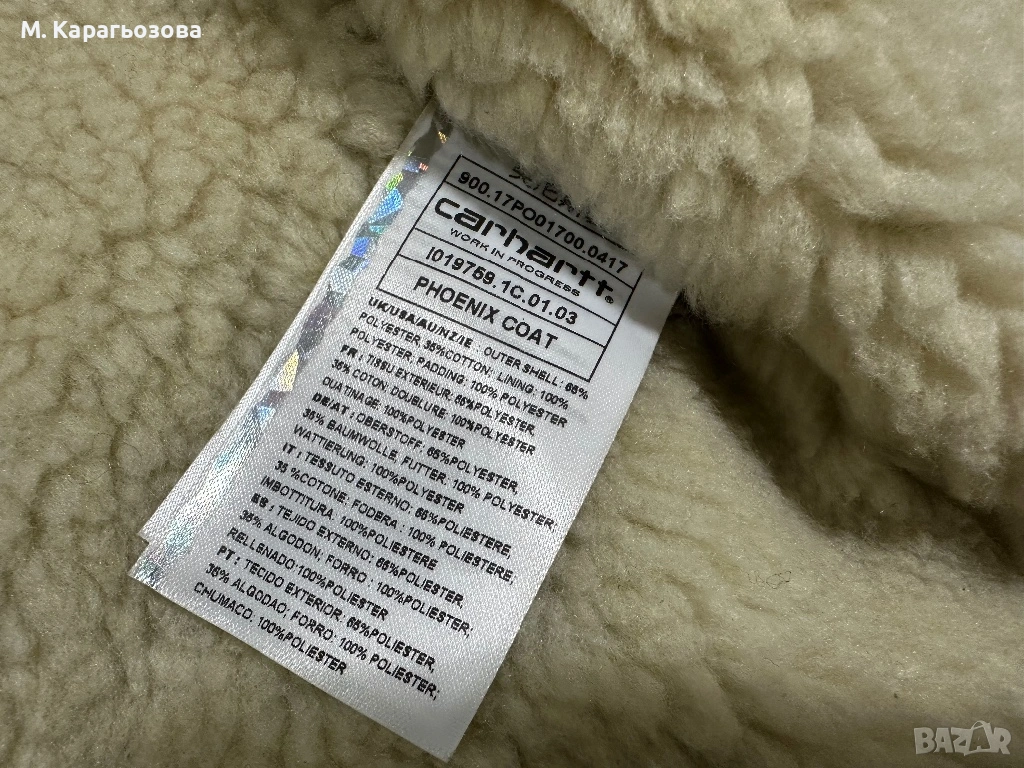 М. Карагьозова
900.17PO01700.0417
carhartt®
WORK IN PROGRESS
I019759.1C.01.03
PHOENIX COAT
UK/USA/AU/NZ/IE : OUTER SHELL: 65%
POLYESTER 35%COTTON; LINING: 100%
POLYESTER, PADDING: 100% POLYESTER
FR ; TISSU EXTERIEUR: 65%POLYESTER,
35% COTON; DOUBLURE: 100%POLYESTER
OUATINAGE: 100%POLYESTER
DE/AT : OBERSTOFF: 65%POLYESTER,
35% BAUMWOLLE, FUTTER: 100% POLYESTER,
WATTIERUNG: 100%POLYESTER
IT ; TESSUTO ESTERNO: 65%POLIESTERE,
35 %COTONE; FODERA : 100% POLIESTERE,
IMBOTTITURA: 100%POLIESTERE
ES ; TEJIDO EXTERNO: 65%POLIESTER,
35% ALGODON; FORRO : 100%POLIESTER,
RELLENADO:100%POLIESTER
PT ; TECIDO EXTERIOR: 65%POLIESTER,
35% ALGODAO; FORRO: 100% POLIESTER;
CHUMACO: 100%POLIESTER
BAZAR